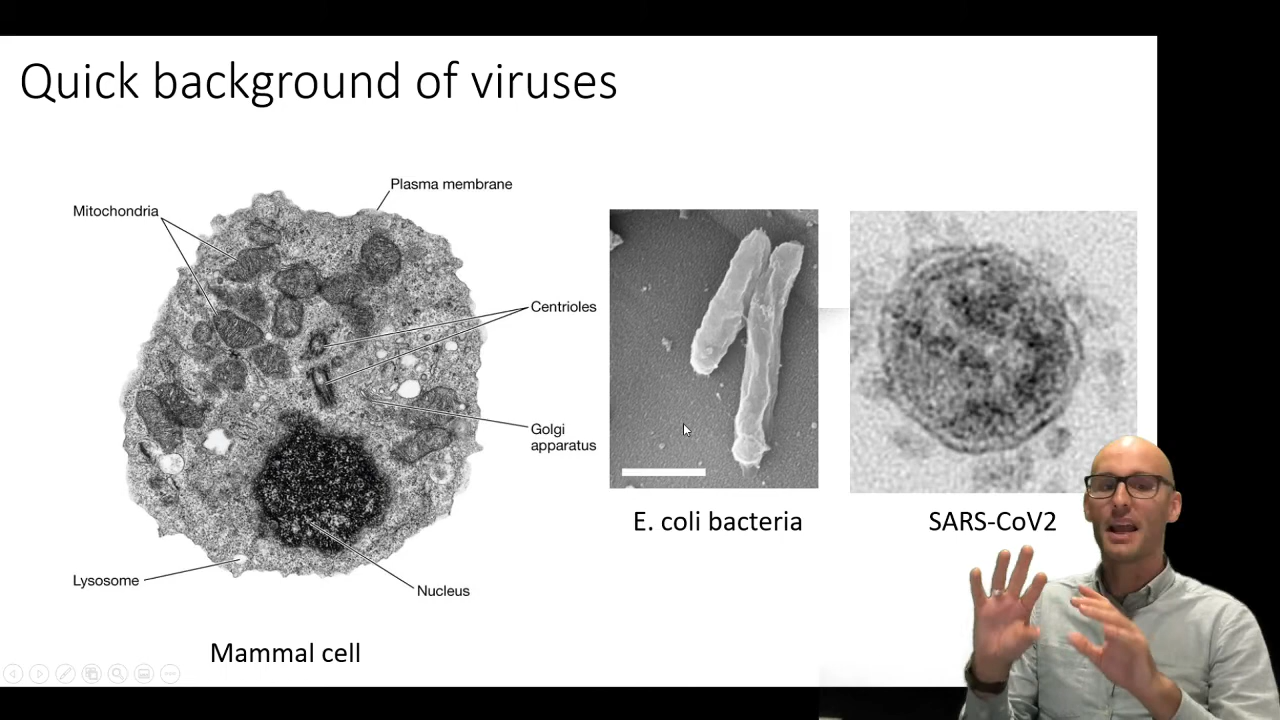 Quick background of viruses
Plasma membrane
Mitochondria
Centrioles
Golgi
apparatus
Lysosome
Nucleus
Mammal cell
E. coli bacteria
SARS-CoV2